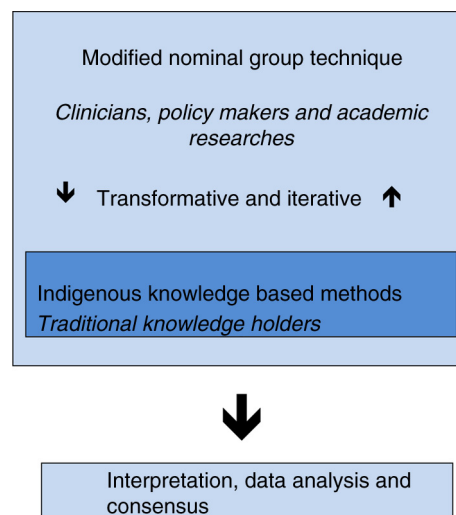 Modified nominal group technique
Clinicians, policy makers and academic
researches
Transformative and iterative
Indigenous knowledge based methods
Traditional knowledge holders
Interpretation, data analysis and
consensus